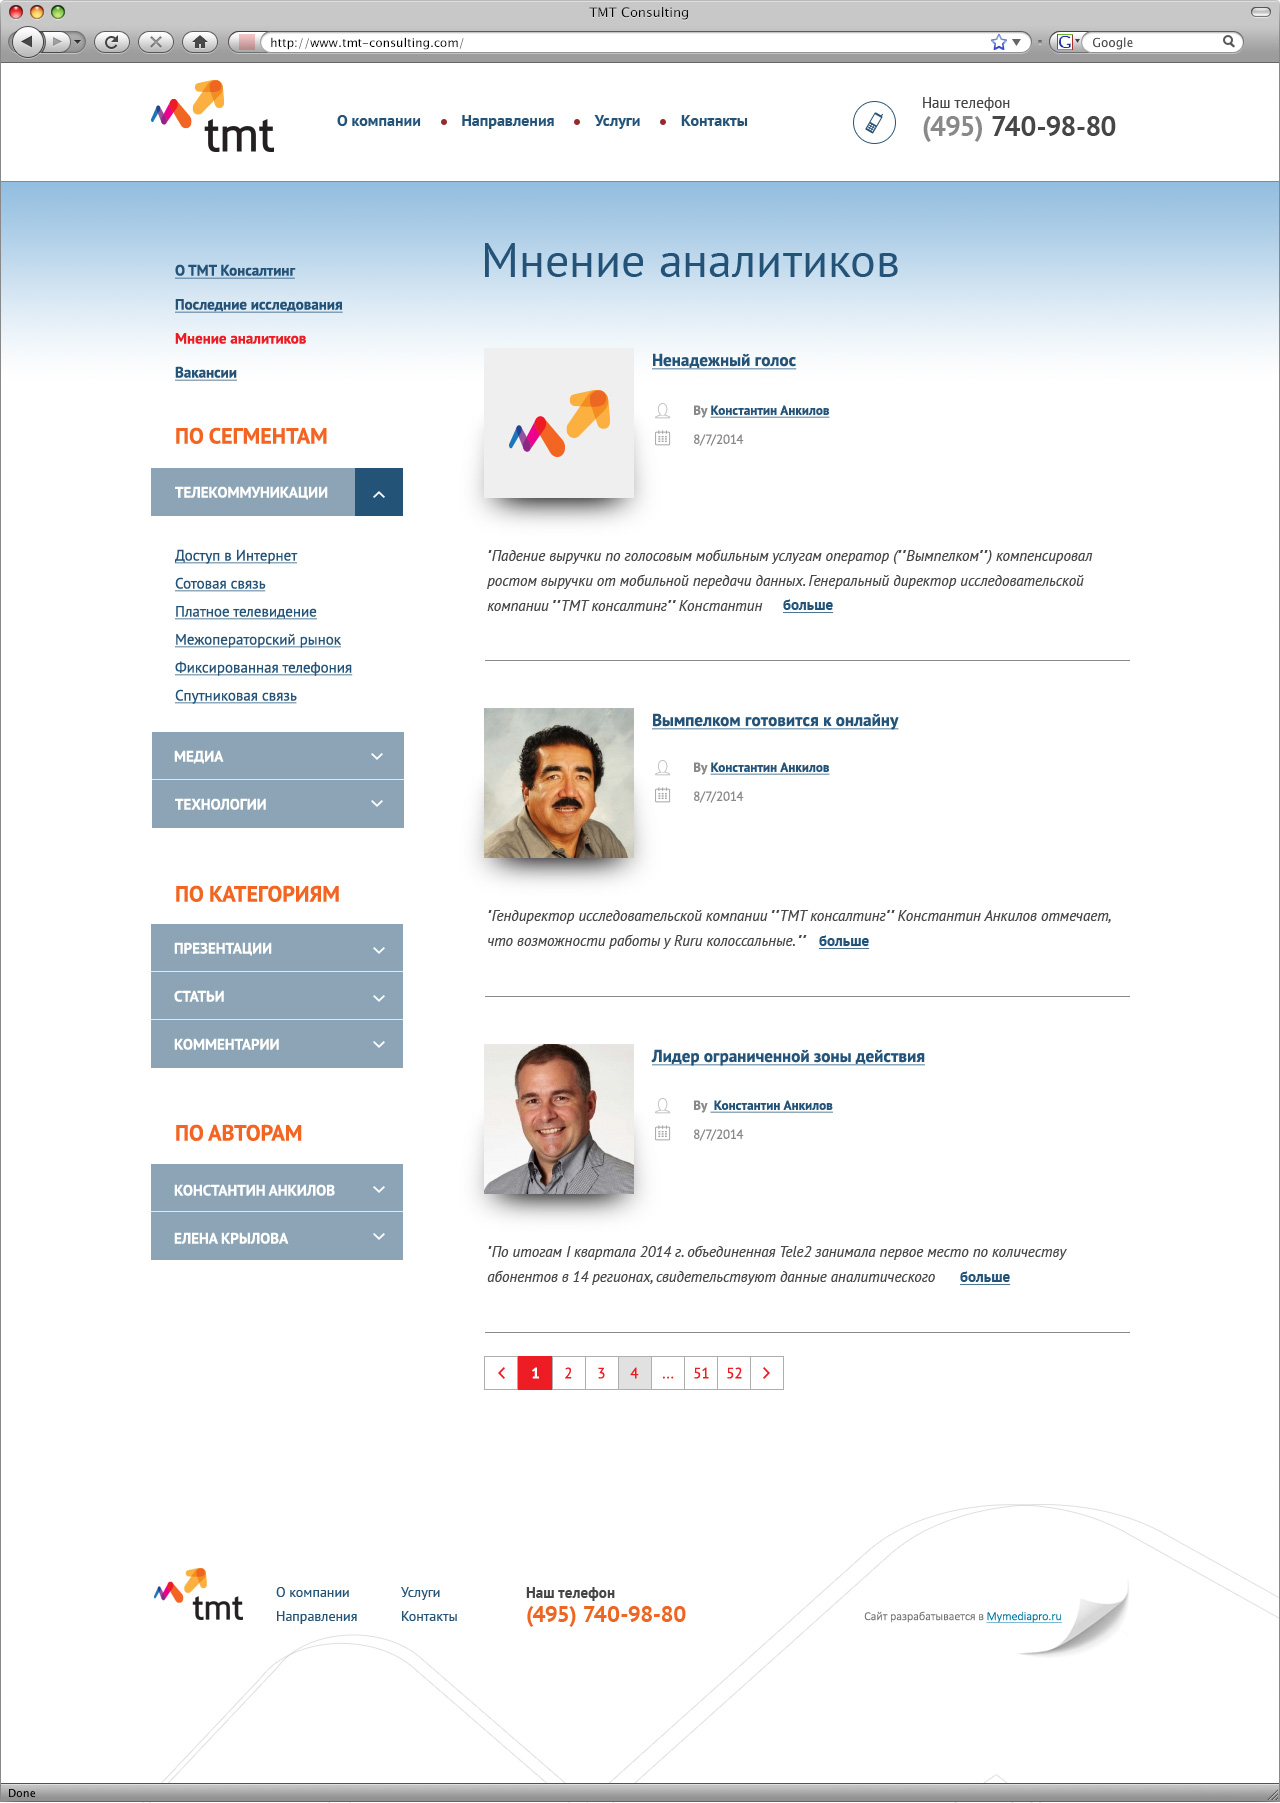 TMT Consulting
http://www.tmt-consulting.com/
G
Google
tmt
О компании
Направления
Услуги
Контакты
Наш телефон
(495) 740-98-80
О ТМТ Консалтинг
Последние исследования
Мнение аналитиков
Вакансии
ПО СЕГМЕНТАМ
ТЕЛЕКОММУНИКАЦИИ
Доступ в Интернет
Сотовая связь
Платное телевидение
Межоператорский рынок
Фиксированная телефония
Спутниковая связь
МЕДИА
ТЕХНОЛОГИИ
ПО КАТЕГОРИЯМ
ПРЕЗЕНТАЦИИ
СТАТЬИ
КОММЕНТАРИИ
ПО АВТОРАМ
КОНСТАНТИН АНКИЛОВ
ЕЛЕНА КРЫЛОВА
Мнение аналитиков
Ненадежный голос
By Константин Анкилов
8/7/2014
"Падение выручки по голосовым мобильным услугам оператор (""Вымпелком"") компенсировал
ростом выручки от мобильной передачи данных. Генеральный директор исследовательской
компании ""ТМТ консалтинг"" Константин больше
Вымпелком готовится к онлайну
By Константин Анкилов
8/7/2014
"Гендиректор исследовательской компании ""ТМТ консалтинг"" Константин Анкилов отмечает,
что возможности работы у Ruru колоссальные."" больше
Лидер ограниченной зоны действия
By Константин Анкилов
8/7/2014
"По итогам I квартала 2014 г. объединенная Tele2 занимала первое место по количеству
абонентов в 14 регионах, свидетельствуют данные аналитического больше
1 2 3 4 ... 51 52
tmt
О компании
Направления
Услуги
Контакты
Наш телефон
(495) 740-98-80
Сайт разрабатывается в Mymediapro.ru
Done